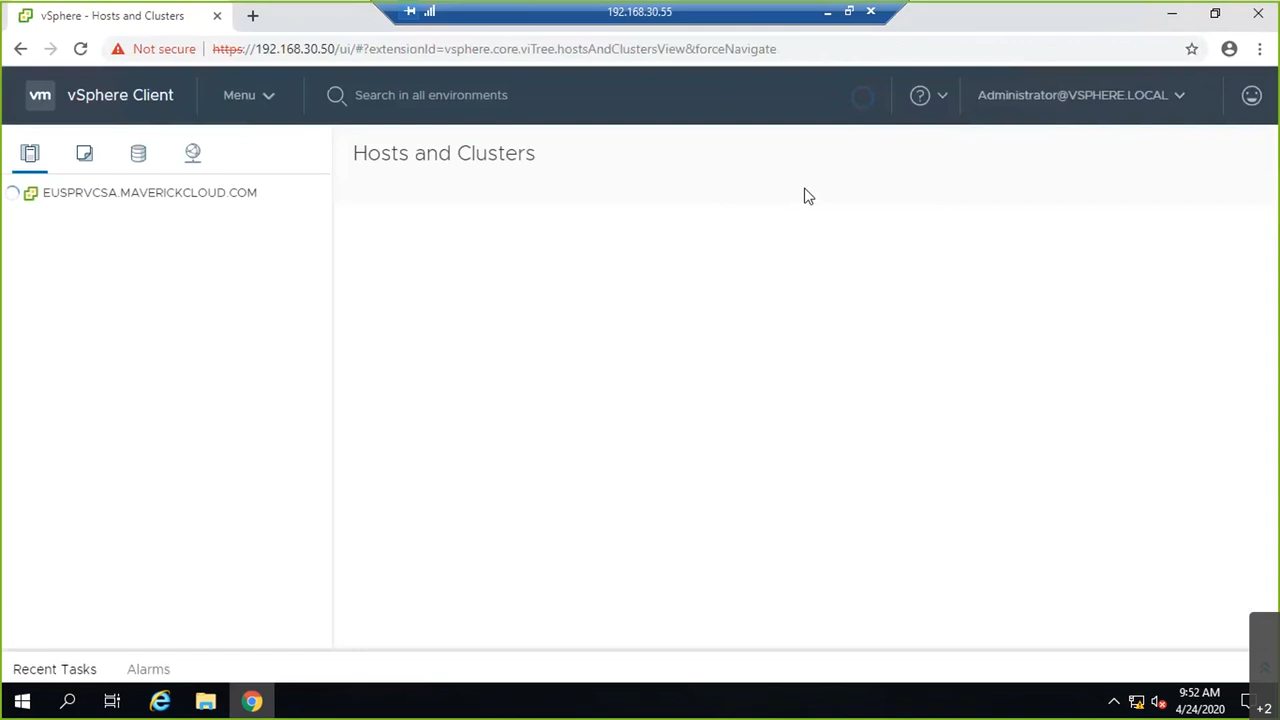 vSphere - Hosts and Clusters
192.168.30.55
Not secure
https://192.168.30.50/ui/#?extensionId=vsphere.core.viTree.hostsAndClustersView&forceNavigate
vm
vSphere Client
Menu
Search in all environments
Administrator@VSPHERE.LOCAL
Hosts and Clusters
EUSPRVCSA.MAVERICKCLOUD.COM
Recent Tasks
Alarms
9:52 AM
4/24/2020
+2